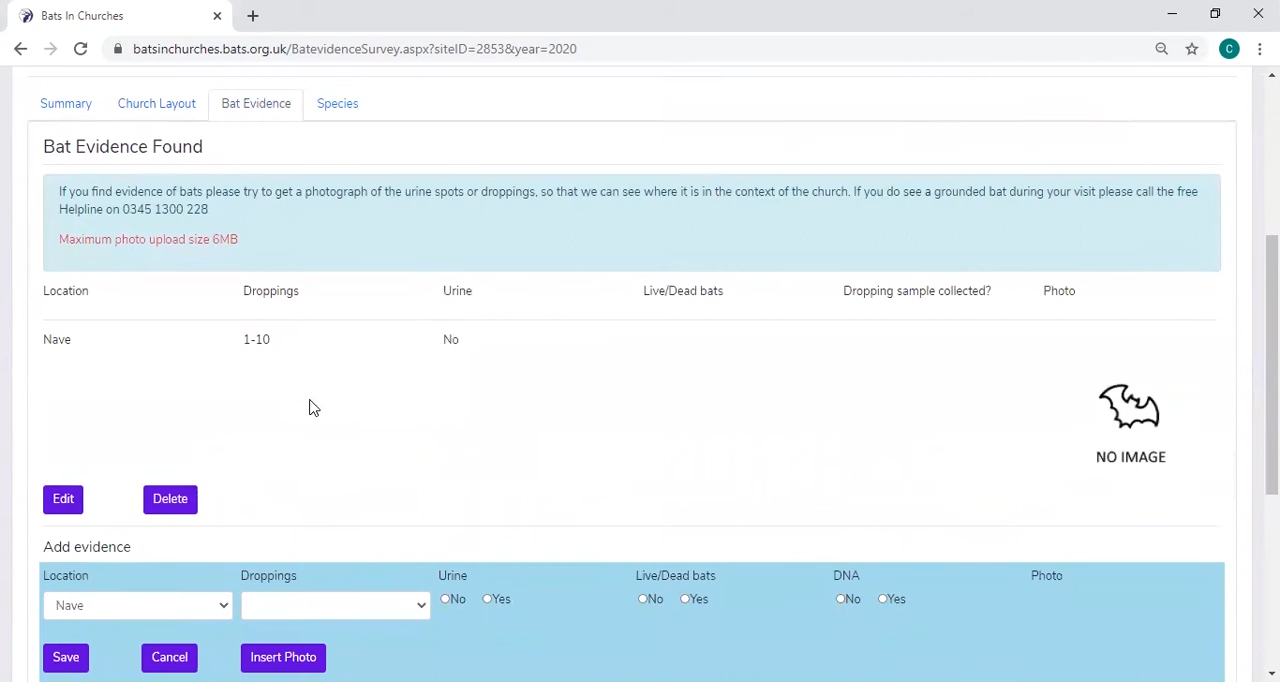 Bats In Churches
batsinchurches.bats.org.uk/BatevidenceSurvey.aspx?siteID=2853&year=2020
C
Summary Church Layout Bat Evidence Species
Bat Evidence Found
If you find evidence of bats please try to get a photograph of the urine spots or droppings, so that we can see where it is in the context of the church. If you do see a grounded bat during your visit please call the free
Helpline on 0345 1300 228
Maximum photo upload size 6MB
Location Droppings Urine Live/Dead bats Dropping sample collected? Photo
Nave 1-10 No
NO IMAGE
Edit Delete
Add evidence
Location Droppings Urine Live/Dead bats DNA Photo
Nave No Yes No Yes No Yes
Save Cancel Insert Photo